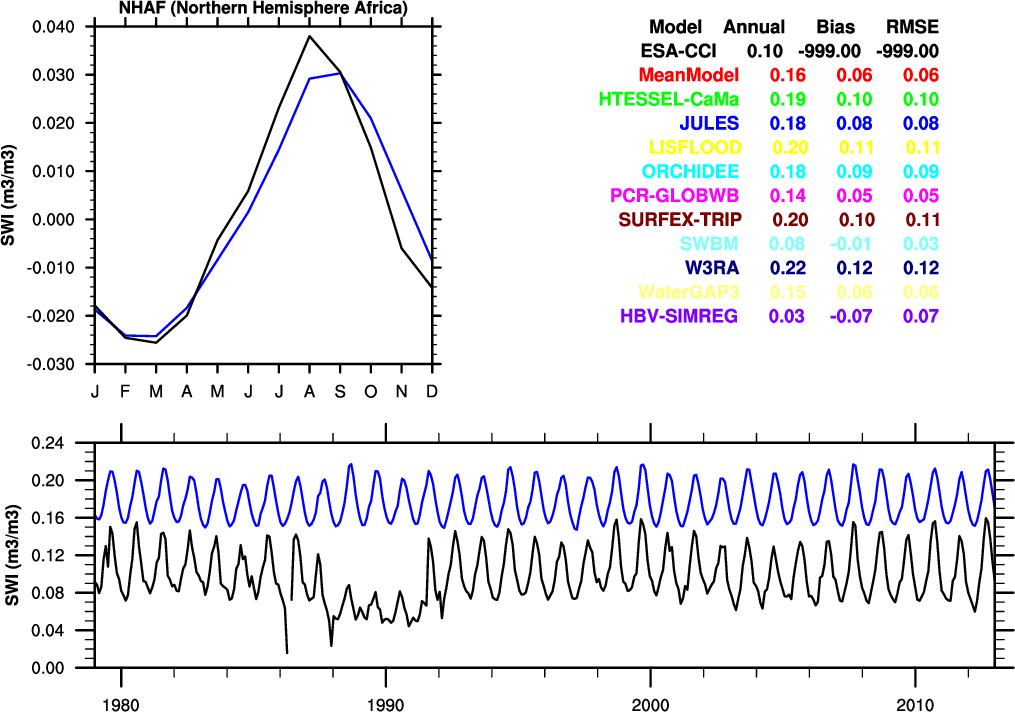 NHAF (Northern Hemisphere Africa)
0.040
0.030
0.020
0.010
0.000
-0.010
-0.020
-0.030
SWI (m3/m3)
J F M A M J J A S O N D
Model Annual Bias RMSE
ESA-CCI 0.10 -999.00 -999.00
MeanModel 0.16 0.06 0.06
HTESSEL-CaMa 0.19 0.10 0.10
JULES 0.18 0.08 0.08
LISFLOOD 0.20 0.11 0.11
ORCHIDEE 0.18 0.09 0.09
PCR-GLOBWB 0.14 0.05 0.05
SURFEX-TRIP 0.20 0.10 0.11
SWBM 0.08 -0.01 0.03
W3RA 0.22 0.12 0.12
WaterGAP3 0.15 0.06 0.06
HBV-SIMREG 0.03 -0.07 0.07
0.24
0.20
0.16
0.12
0.08
0.04
0.00
SWI (m3/m3)
1980 1990 2000 2010